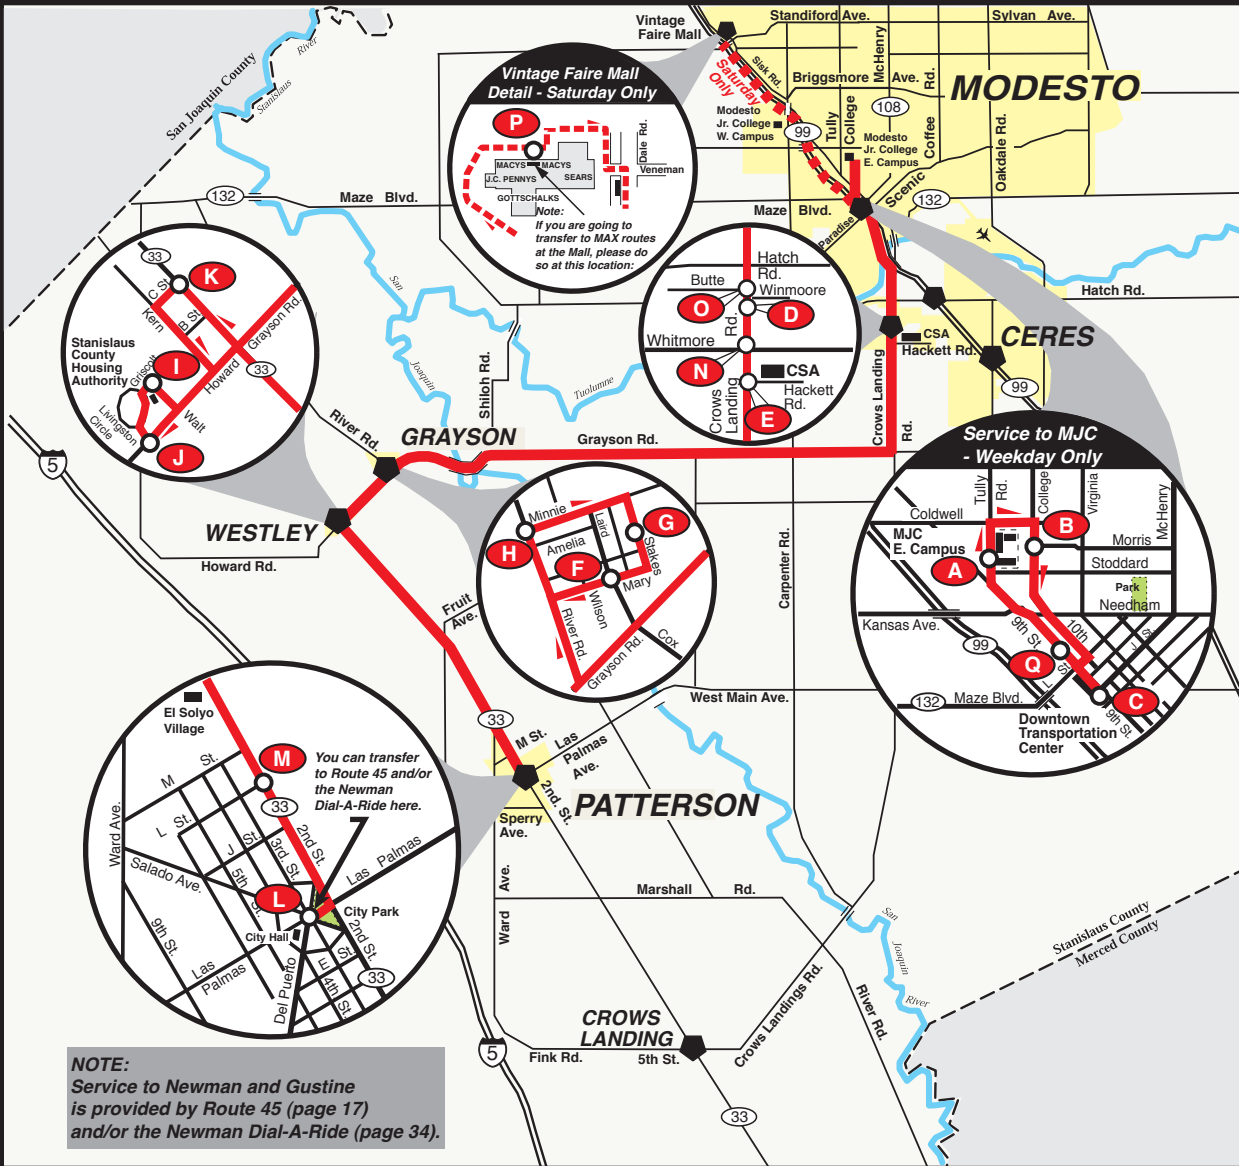 Vintage
Faire Mall
Standiford Ave.
Sylvan Ave.
Sisk Rd.
Saturday
Only
McHenry
Briggsmore Ave.
Rd.
MODESTO
108
99
Modesto
Jr. College
W. Campus
Tully
College
Modesto
Jr. College
E. Campus
Coffee
Oakdale Rd.
Scenic
132
Maze Blvd.
Paradise
San Joaquin County
River
Stanislaus
132
Maze Blvd.
Vintage Faire Mall
Detail - Saturday Only
P
MACYS
MACYS
J.C. PENNYS
SEARS
GOTTSCHALKS
Dale Rd.
Veneman
Note:
If you are going to
transfer to MAX routes
at the Mall, please do
so at this location:
33
K
C St.
Kern
B St.
Grayson Rd.
Stanislaus
County
Housing
Authority
I
Griscolt
Howard
33
Livingston
Circle
Walt
J
San
Joaquin
Tuolumne
Shiloh Rd.
Hatch
Rd.
Butte
Winmoore
O
D
Rd.
Whitmore
N
CSA
Crows
Landing
Hackett
Rd.
E
Hatch Rd.
CSA
Hackett Rd.
CERES
99
Crows Landing
Rd.
River Rd.
GRAYSON
Grayson Rd.
5
WESTLEY
Howard Rd.
Minnie
Laird
G
H
Amelia
Stakes
F
Mary
Wilson
River Rd.
Cox
Grayson Rd.
Carpenter Rd.
Fruit
Ave.
Service to MJC
- Weekday Only
Tully
Rd.
College
Virginia
McHenry
Coldwell
B
MJC
E. Campus
Morris
A
Stoddard
Park
Needham
Kansas Ave.
9th St.
10th
St.
99
Q
L
J
132
Maze Blvd.
C
9th St.
Downtown
Transportation
Center
West Main Ave.
33
M St.
Las
Palmas
Ave.
2nd. St.
PATTERSON
Sperry
Ave.
El Solyo
Village
M
You can transfer
to Route 45 and/or
the Newman
Dial-A-Ride here.
M St.
33
Ward Ave.
L St.
J St.
2nd St.
3rd. St.
Las Palmas
Salado Ave.
5th
St.
L
City Park
9th St.
City Hall
2nd St.
Las
Palmas
E St.
33
Del Puerto
4th St.
Ward Ave.
Marshall Rd.
San
Joaquin
River
Stanislaus County
Merced County
River Rd.
Crows Landings Rd.
CROWS
LANDING
5
Fink Rd.
5th St.
33
NOTE:
Service to Newman and Gustine
is provided by Route 45 (page 17)
and/or the Newman Dial-A-Ride (page 34).